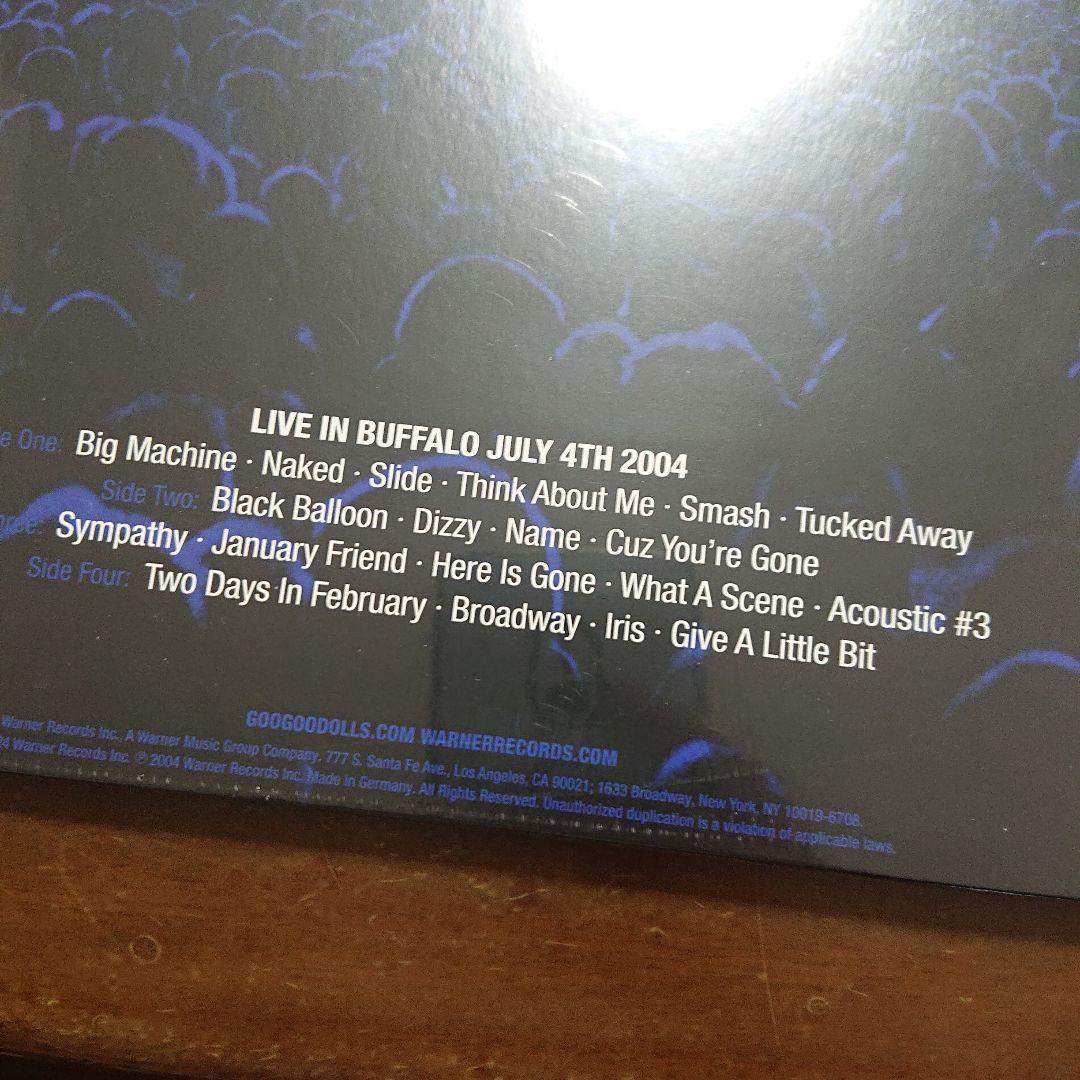 LIVE IN BUFFALO JULY 4TH 2004
e One: Big Machine · Naked · Slide · Think About Me · Smash · Tucked Away
Side Two: Black Balloon · Dizzy · Name · Cuz You're Gone
hree: Sympathy · January Friend · Here Is Gone · What A Scene · Acoustic #3
Side Four: Two Days In February · Broadway · Iris · Give A Little Bit
GOOGOODOLLS.COM WARNERRECORDS.COM
Warner Records Inc., A Warner Music Group Company. 777 S. Santa Fe Ave., Los Angeles, CA 90021; 1633 Broadway, New York, NY 10019-6708.
Warner Records Inc. ℗ 2004 Warner Records Inc. Made in Germany. All Rights Reserved. Unauthorized duplication is a violation of applicable laws.